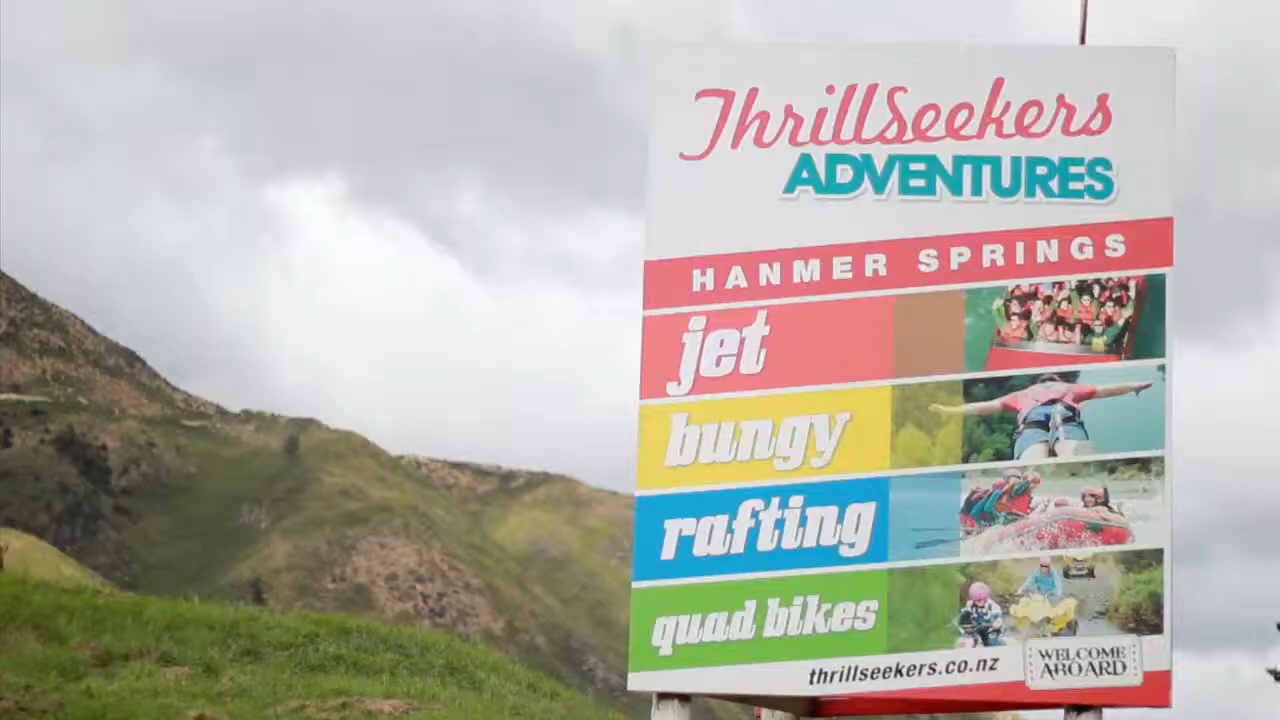 ThrillSeekers
ADVENTURES
HANMER SPRINGS
jet
bungy
rafting
quad bikes
thrillseekers.co.nz
WELCOME
ABOARD